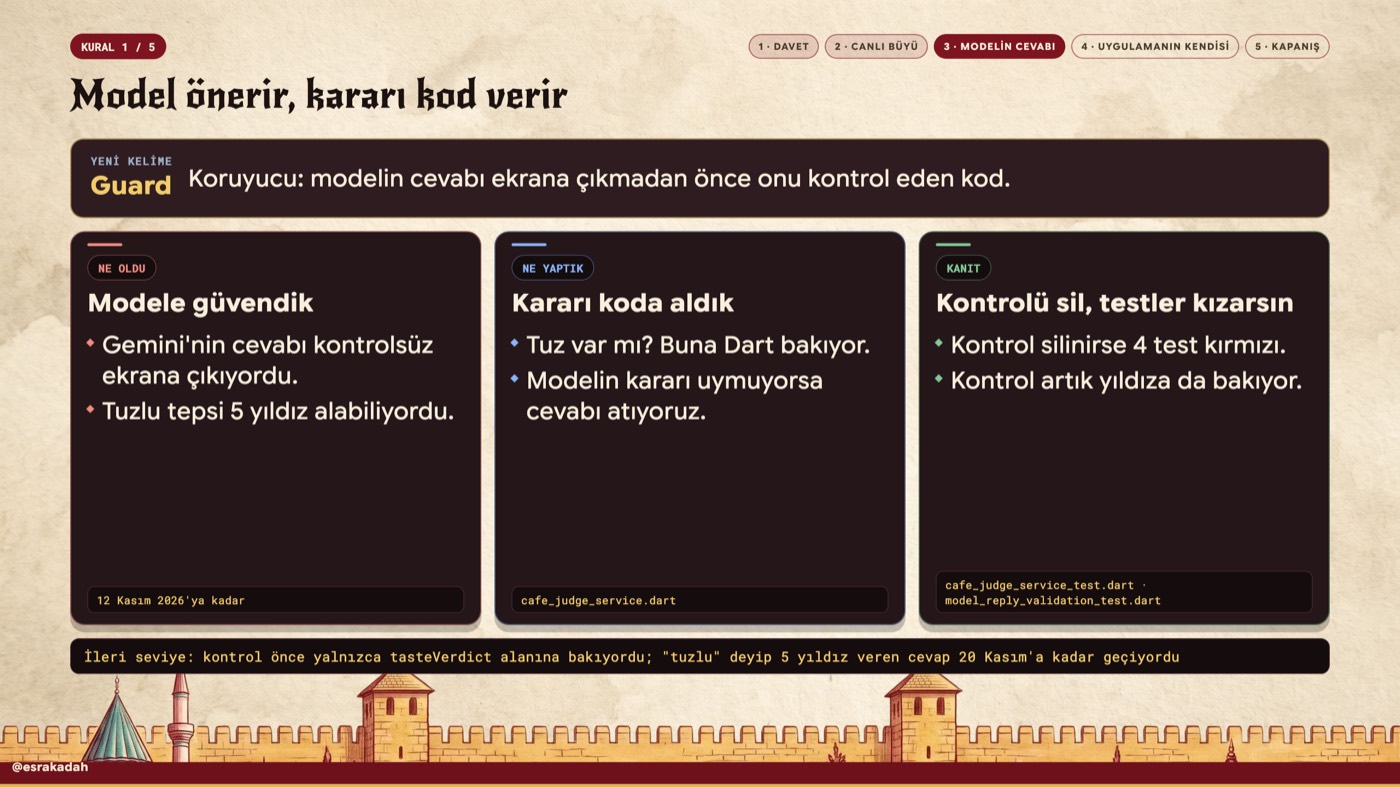 KURAL 1 / 5
1 · DAVET
2 · CANLI BÜYÜ
3 · MODELİN CEVABI
4 · UYGULAMANIN KENDİSİ
5 · KAPANIŞ
Model önerir, kararı kod verir
YENİ KELİME
Guard
Koruyucu: modelin cevabı ekrana çıkmadan önce onu kontrol eden kod.
NE OLDU
Modele güvendik
Gemini'nin cevabı kontrolsüz
ekrana çıkıyordu.
Tuzlu tepsi 5 yıldız alabiliyordu.
12 Kasım 2026'ya kadar
NE YAPTIK
Kararı koda aldık
Tuz var mı? Buna Dart bakıyor.
Modelin kararı uymuyorsa
cevabı atıyoruz.
cafe_judge_service.dart
KANIT
Kontrolü sil, testler kızarsın
Kontrol silinirse 4 test kırmızı.
Kontrol artık yıldıza da bakıyor.
cafe_judge_service_test.dart ·
model_reply_validation_test.dart
İleri seviye: kontrol önce yalnızca tasteVerdict alanına bakıyordu; "tuzlu" deyip 5 yıldız veren cevap 20 Kasım'a kadar geçiyordu
@esrakadah